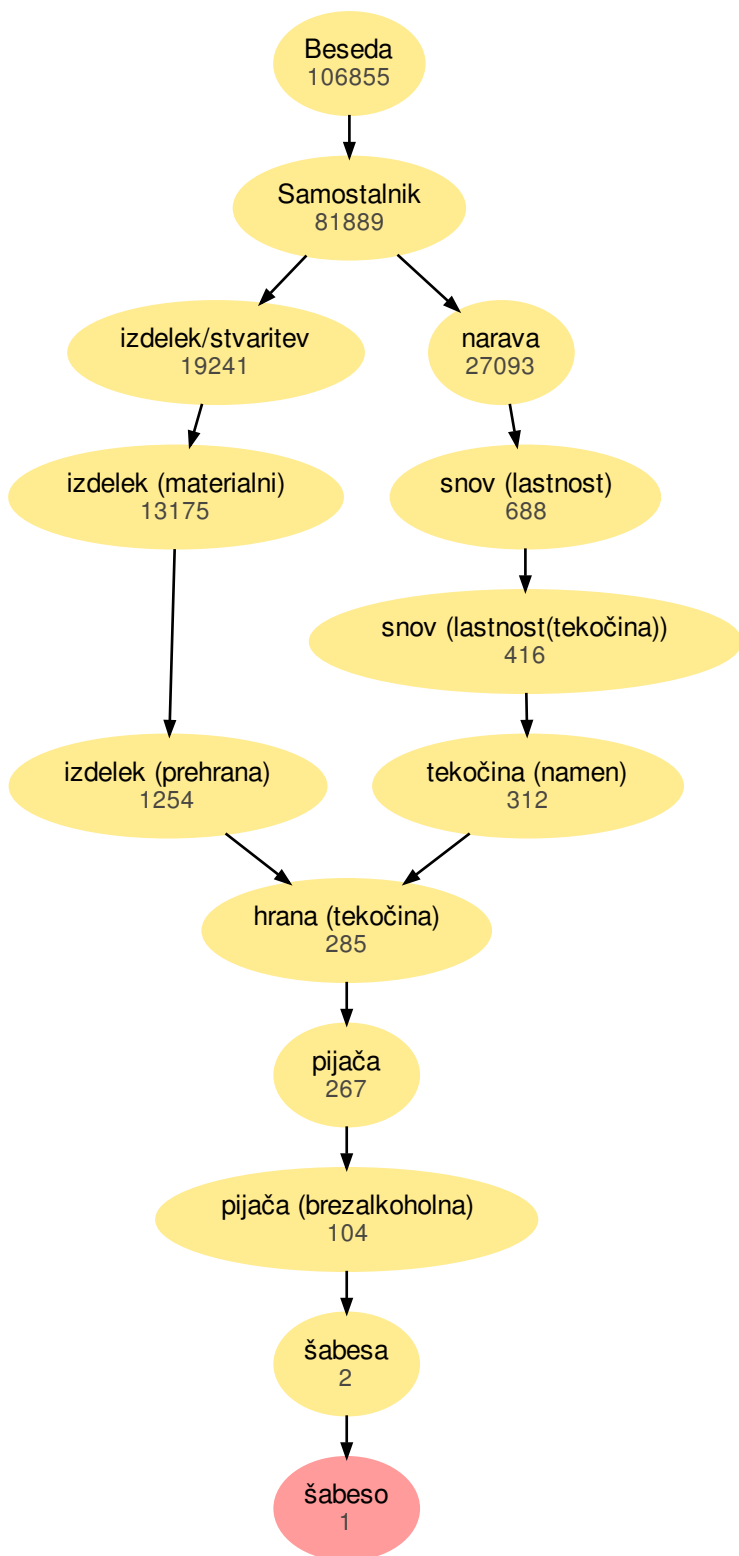 Beseda
106855
Samostalnik
81889
izdelek/stvaritev
19241
narava
27093
izdelek (materialni)
13175
snov (lastnost)
688
snov (lastnost(tekočina))
416
izdelek (prehrana)
1254
tekočina (namen)
312
hrana (tekočina)
285
pijača
267
pijača (brezalkoholna)
104
šabesa
2
šabeso
1